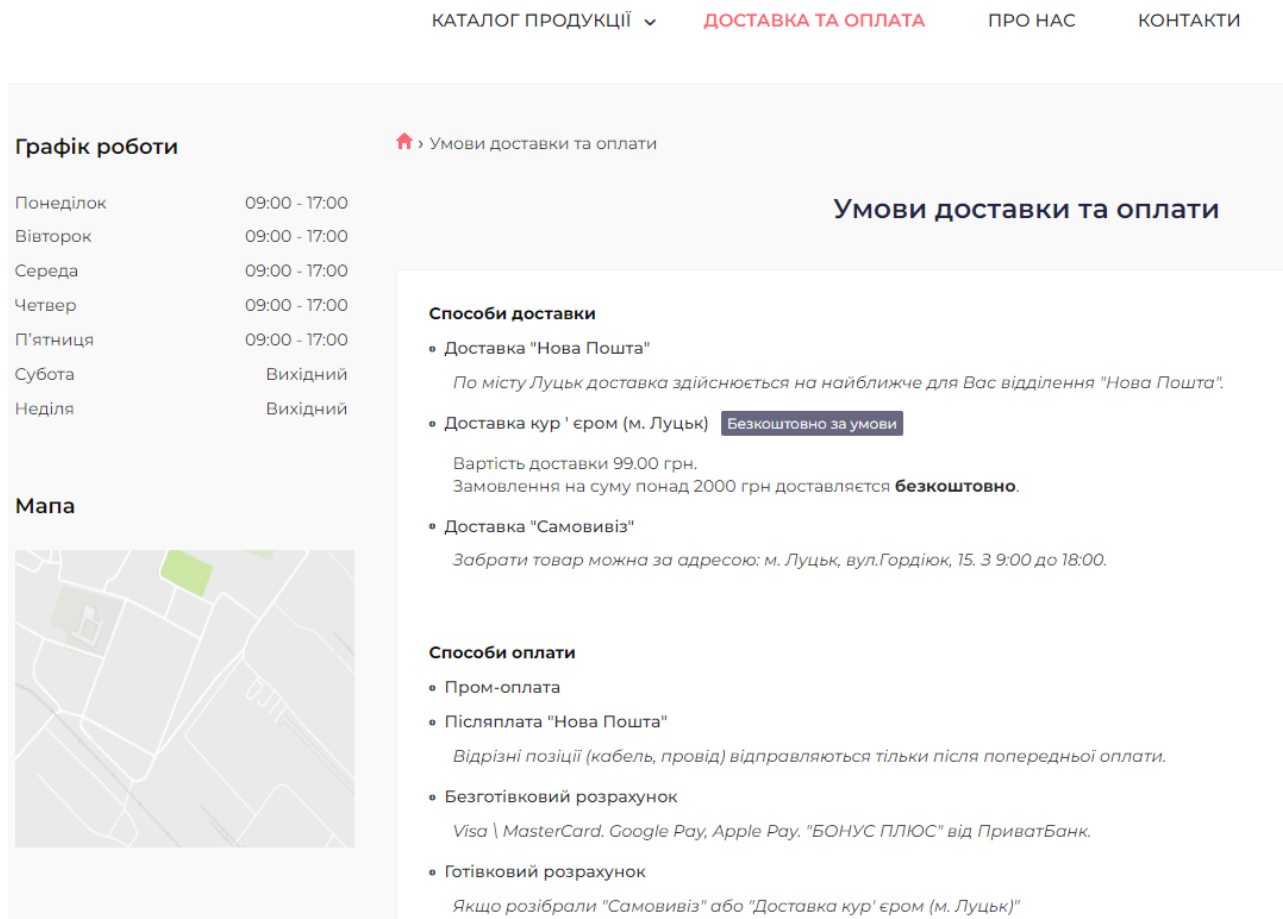 КАТАЛОГ ПРОДУКЦІЇ ДОСТАВКА ТА ОПЛАТА ПРО НАС КОНТАКТИ
Графік роботи
Понеділок 09:00 - 17:00
Вівторок 09:00 - 17:00
Середа 09:00 - 17:00
Четвер 09:00 - 17:00
П'ятниця 09:00 - 17:00
Субота Вихідний
Неділя Вихідний
Мапа
› Умови доставки та оплати
Умови доставки та оплати
Способи доставки
Доставка "Нова Пошта"
По місту Луцьк доставка здійснюється на найближче для Вас відділення "Нова Пошта".
Доставка кур ' єром (м. Луцьк) Безкоштовно за умови
Вартість доставки 99.00 грн.
Замовлення на суму понад 2000 грн доставляєтся безкоштовно.
Доставка "Самовивіз"
Забрати товар можна за адресою: м. Луцьк, вул.Гордіюк, 15. З 9:00 до 18:00.
Способи оплати
Пром-оплата
Післяплата "Нова Пошта"
Відрізні позиції (кабель, провід) відправляються тільки після попередньої оплати.
Безготівковий розрахунок
Visa \ MasterCard. Google Pay, Apple Pay. "БОНУС ПЛЮС" від ПриватБанк.
Готівковий розрахунок
Якщо розібрали "Самовивіз" або "Доставка кур' єром (м. Луцьк)"